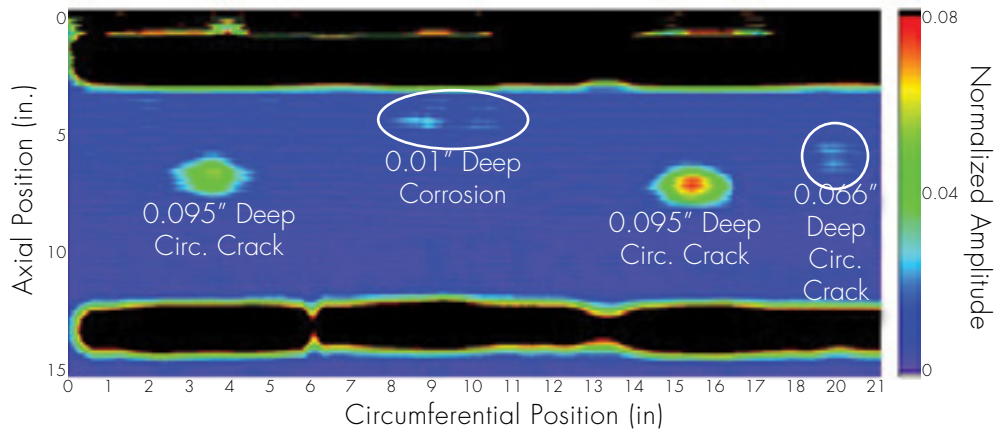 0
5
10
15
Axial Position (in.)
0.01” Deep
Corrosion
0.095” Deep
Circ. Crack
0.095” Deep
Circ. Crack
0.066”
Deep
Circ.
Crack
0 1 2 3 4 5 6 7 8 9 10 11 12 13 14 15 16 17 18 19 20 21
Circumferential Position (in)
0.08
0.04
0
Normalized Amplitude